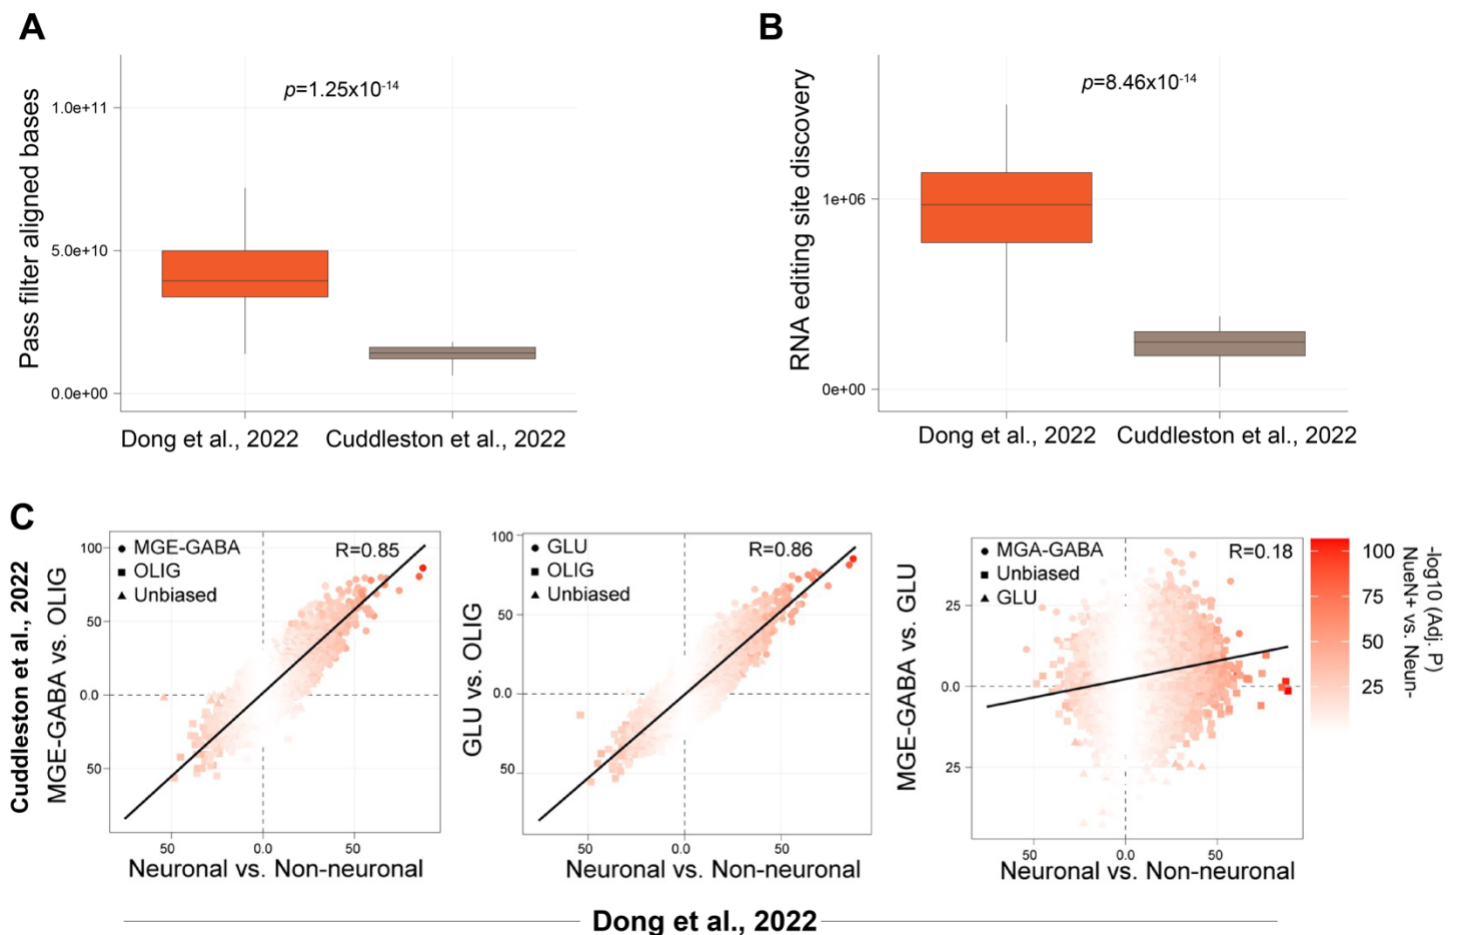 A
p=1.25x10-14
Pass filter aligned bases
1.0e+11
5.0e+10
0.0e+00
Dong et al., 2022
Cuddleston et al., 2022
B
p=8.46x10-14
RNA editing site discovery
1e+06
0e+00
Dong et al., 2022
Cuddleston et al., 2022
C
Cuddleston et al., 2022
MGE-GABA vs. OLIG
100
50
0.0
50
MGE-GABA
OLIG
Unbiased
R=0.85
50
0.0
50
Neuronal vs. Non-neuronal
GLU vs. OLIG
100
50
0.0
50
GLU
OLIG
Unbiased
R=0.86
50
0.0
50
Neuronal vs. Non-neuronal
MGE-GABA vs. GLU
25
0.0
25
MGA-GABA
Unbiased
GLU
R=0.18
50
0.0
50
Neuronal vs. Non-neuronal
100
75
50
25
-log10 (Adj. P)
NueN+ vs. Neun-
Dong et al., 2022